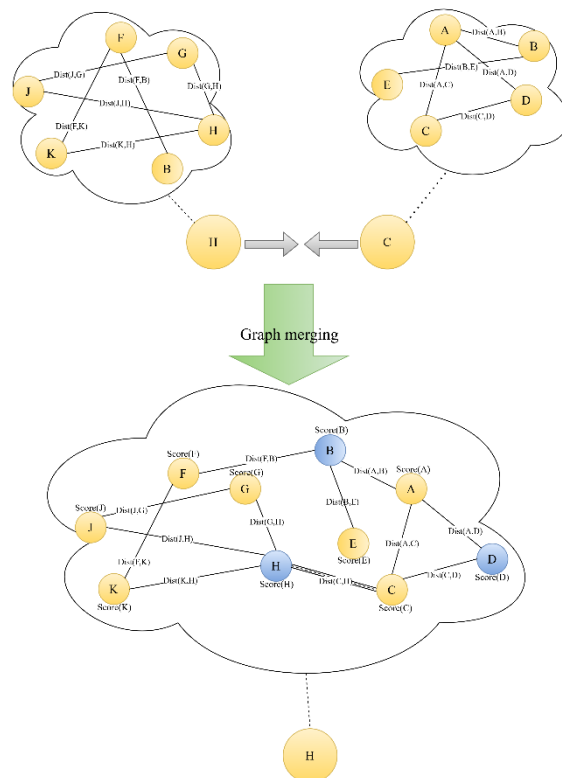 F
G
Dist(J,G)
Dist(F,B)
Dist(G,H)
J
Dist(J,H)
Dist(F,K)
H
K
Dist(K,H)
B
A
Dist(A,H)
B
Dist(B,E)
E
Dist(A,C)
Dist(A,D)
D
C
Dist(C,D)
H
C
Graph merging
Score(B)
B
Score(F)
F
Dist(F,B)
Score(G)
G
Dist(A,H)
Score(A)
A
Score(J)
J
Dist(J,G)
Dist(B,E)
Dist(G,H)
Dist(A,D)
Dist(J,H)
E
Score(E)
Dist(A,C)
D
Score(D)
Dist(F,K)
H
Score(H)
Dist(K,H)
Dist(C,H)
Dist(C,D)
K
Score(K)
C
Score(C)
H